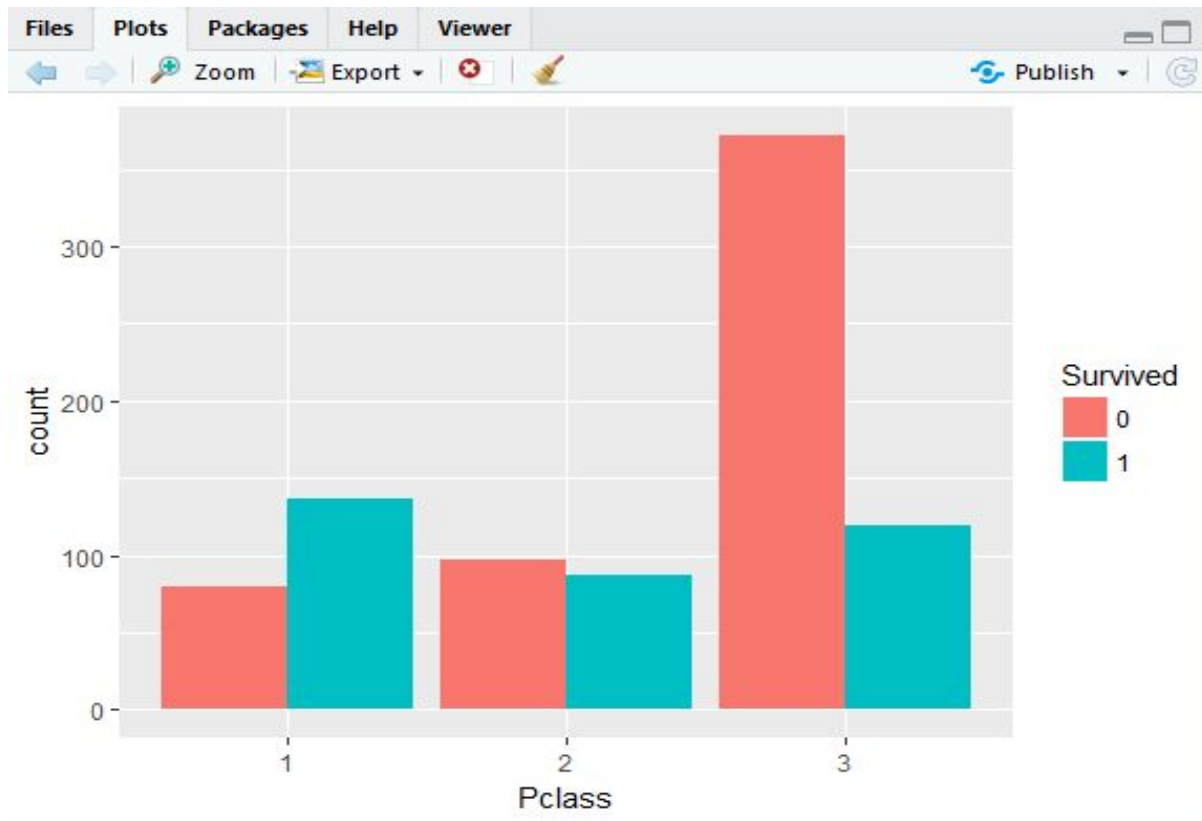 Files Plots Packages Help Viewer
Zoom Export Publish
300
200
100
0
count
1 2 3
Pclass
Survived
0
1